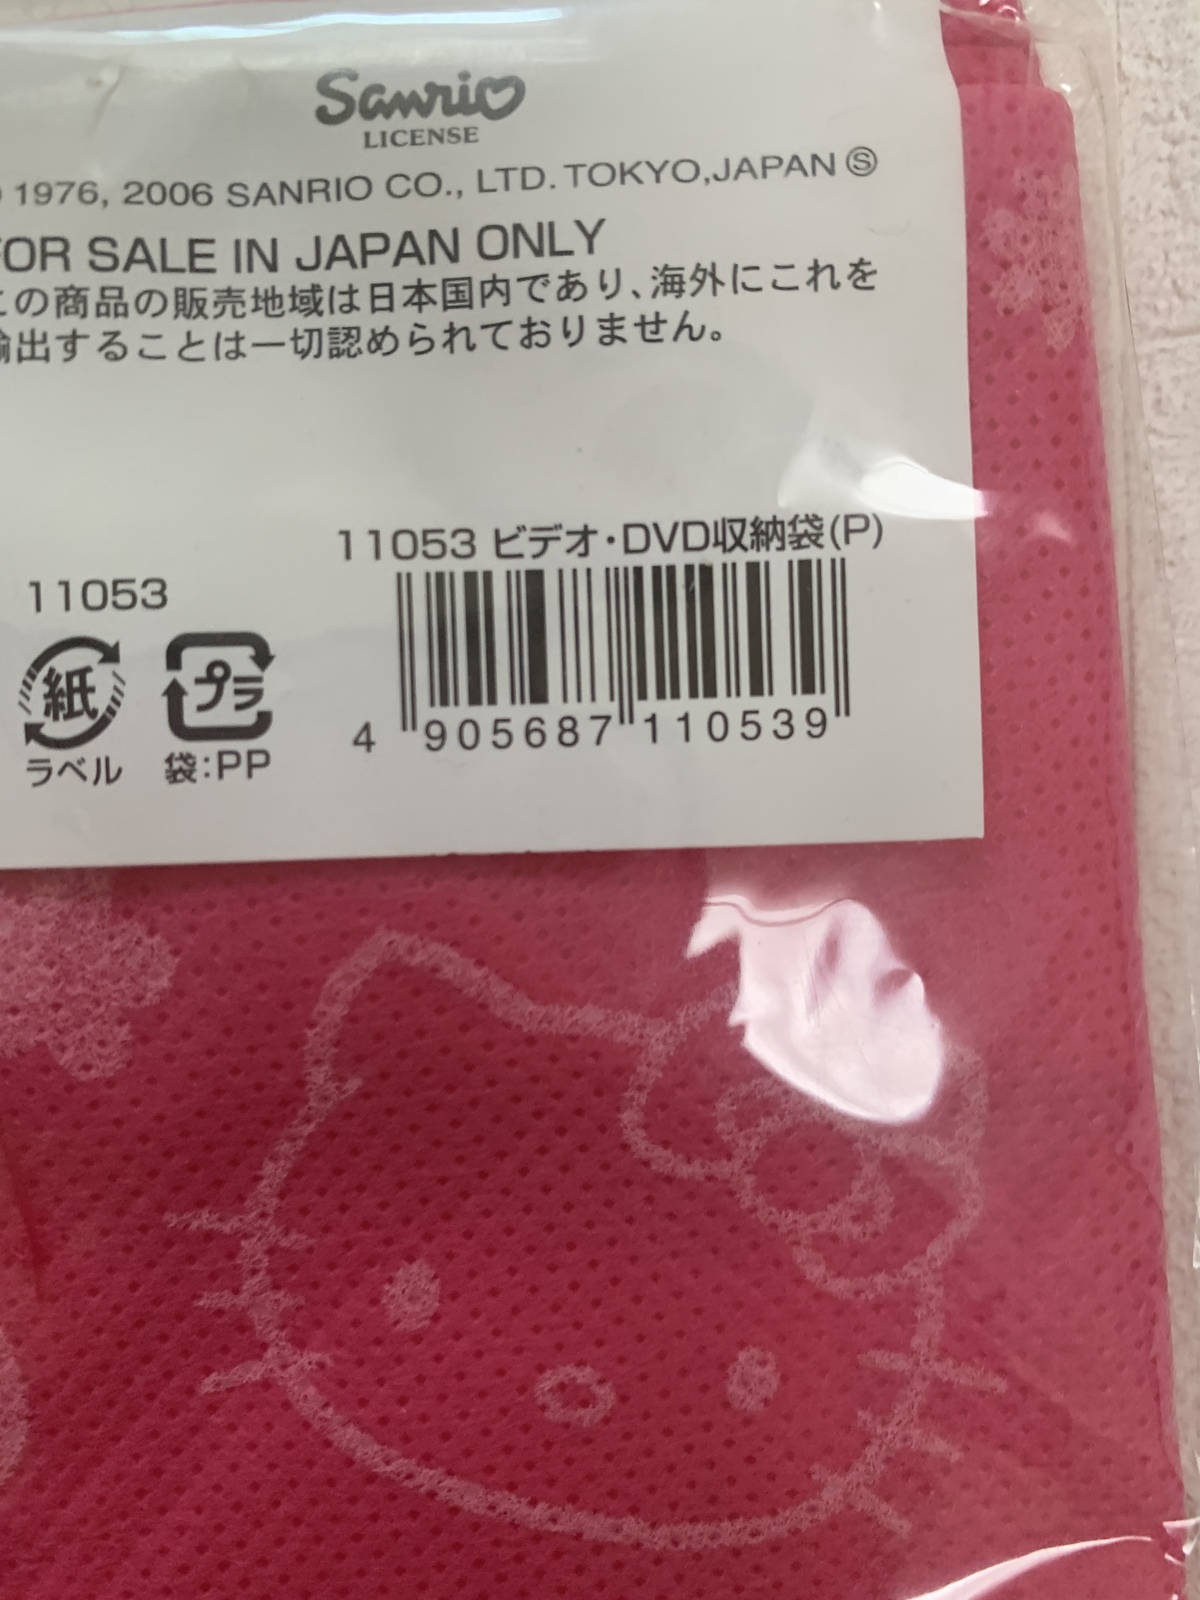 Sanrio
LICENSE
1976, 2006 SANRIO CO., LTD. TOKYO,JAPAN Ⓢ
FOR SALE IN JAPAN ONLY
この商品の販売地域は日本国内であり、海外にこれを
輸出することは一切認められておりません。
11053 ビデオ・DVD収納袋(P)
11053
紙
プラ
ラベル
袋:PP
4 905687 110539